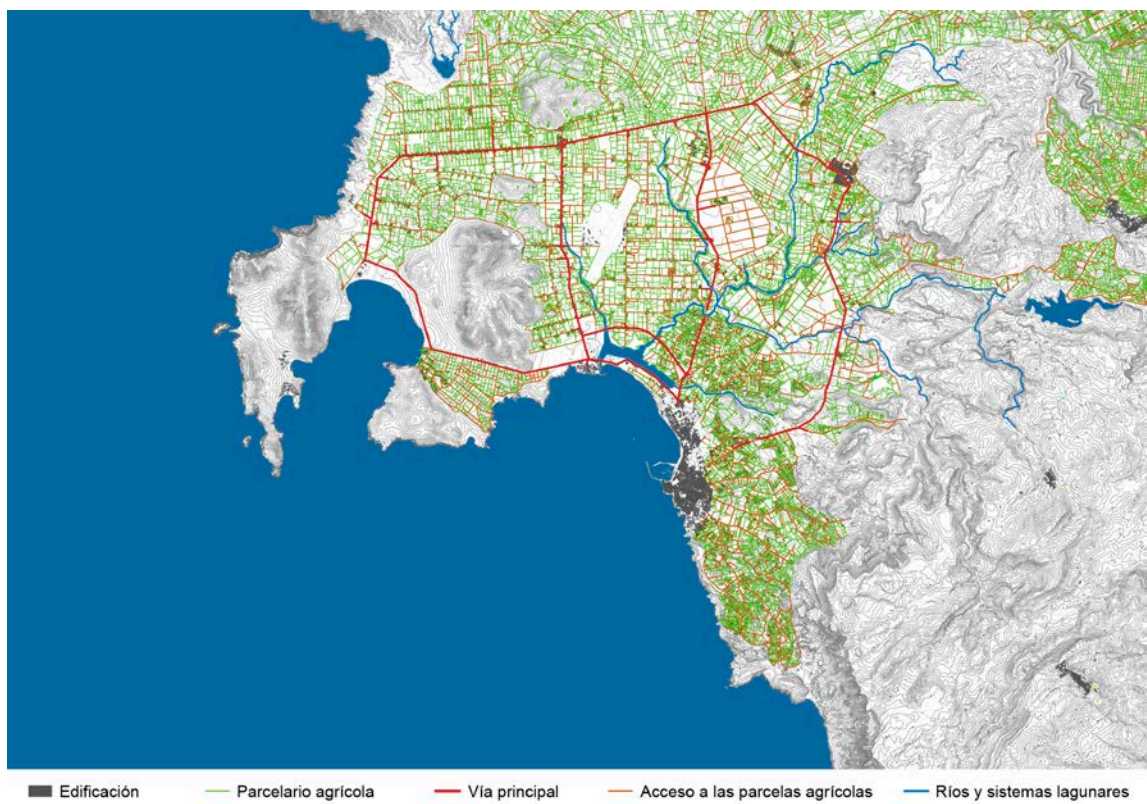 Edificación
Parcelario agrícola
Vía principal
Acceso a las parcelas agrícolas
Ríos y sistemas lagunares